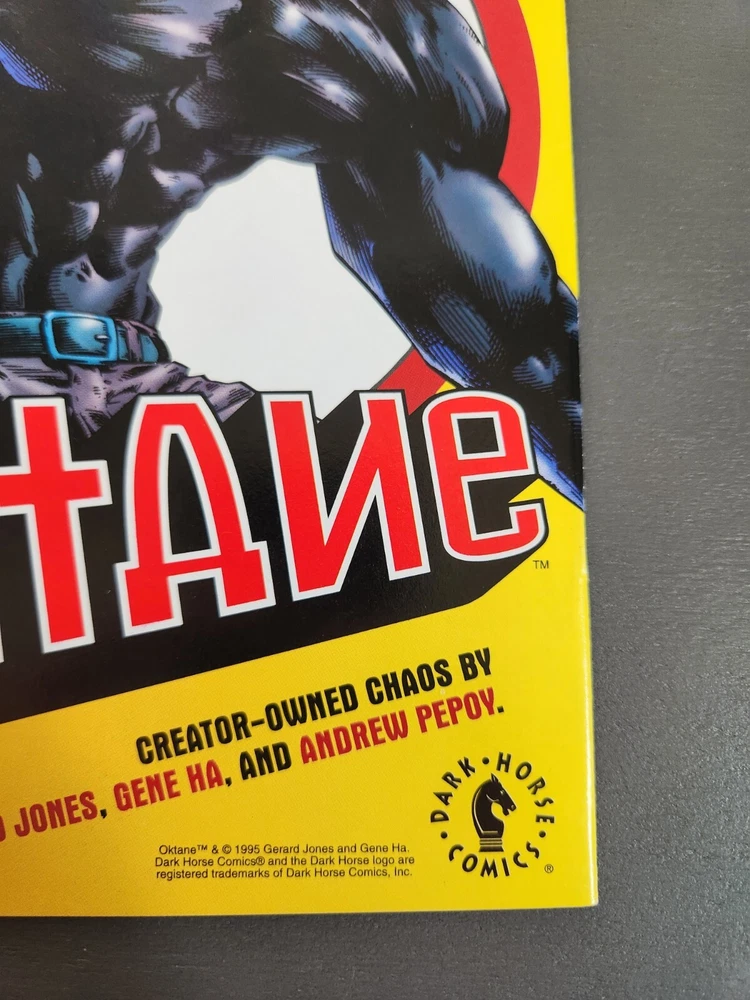 tane
TM
CREATOR-OWNED CHAOS BY
JONES, GENE HA, AND ANDREW PEPOY.
DARK • HORSE • COMICS •
®
Oktane™ & © 1995 Gerard Jones and Gene Ha.
Dark Horse Comics® and the Dark Horse logo are
registered trademarks of Dark Horse Comics, Inc.